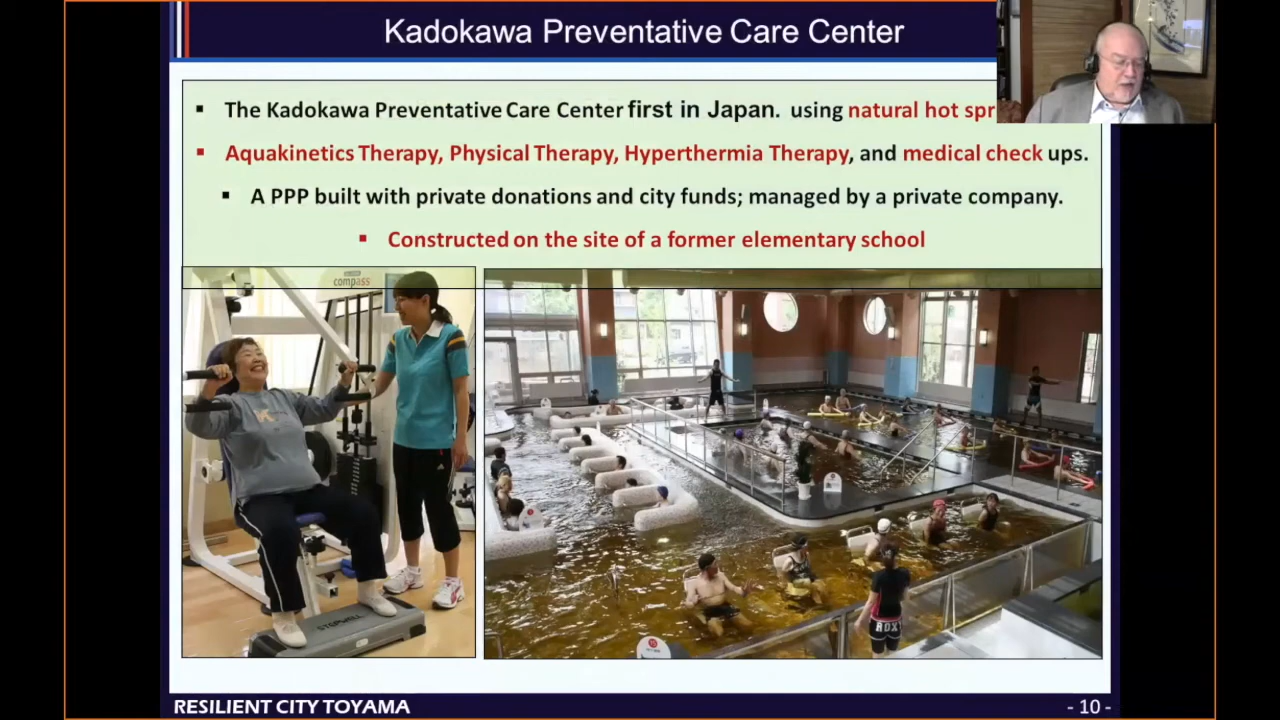 Kadokawa Preventative Care Center
▪ The Kadokawa Preventative Care Center first in Japan. using natural hot spr
▪ Aquakinetics Therapy, Physical Therapy, Hyperthermia Therapy, and medical check ups.
▪ A PPP built with private donations and city funds; managed by a private company.
▪ Constructed on the site of a former elementary school
compass
STEPWELL
RDX
RESILIENT CITY TOYAMA
- 10 -